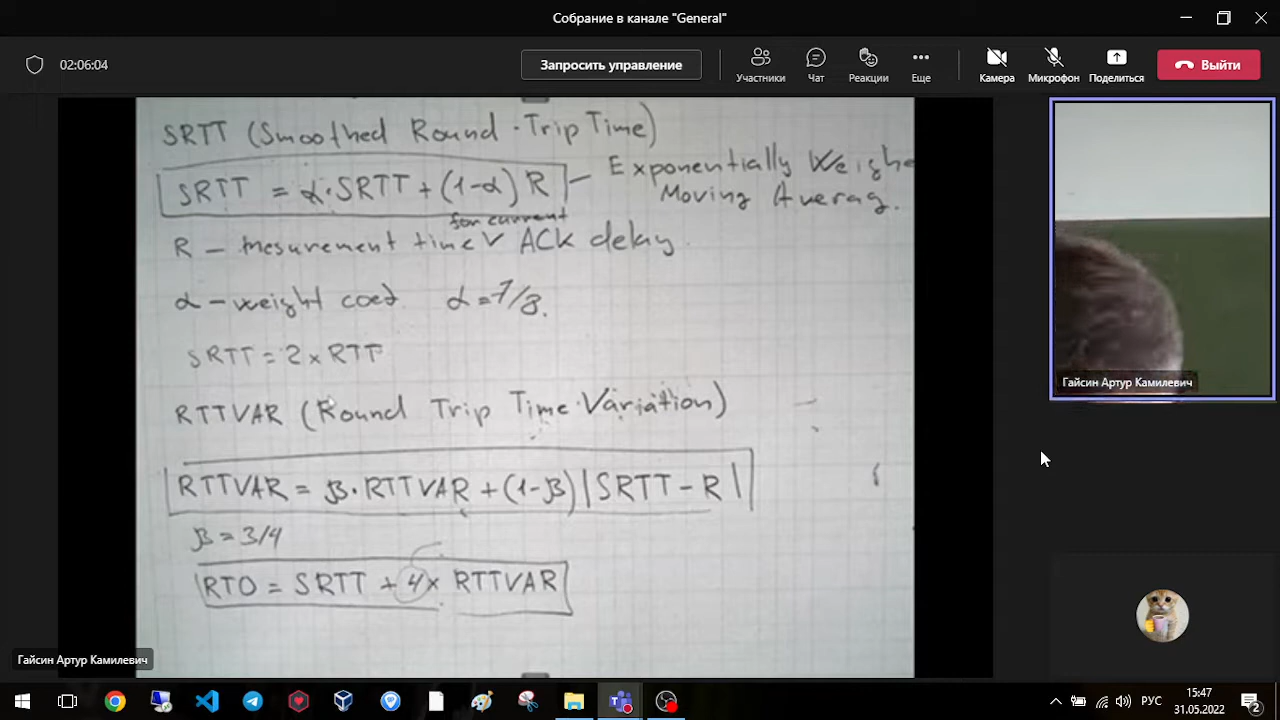 Собрание в канале "General"
02:06:04
Запросить управление
Участники
Чат
Реакции
Еще
Камера
Микрофон
Поделиться
Выйти
SRTT (Smoothed Round-Trip Time)
SRTT = α·SRTT + (1-α) R – Exponentially Weighe
Moving Averag.
for current
R – mesurement time V ACK delay.
α – weight coef α = 7/8.
SRTT = 2 × RTT
RTTVAR (Round Trip Time Variation)
RTTVAR = β·RTTVAR + (1-β) |SRTT - R|
β = 3/4
RTO = SRTT + 4 × RTTVAR
Гайсин Артур Камилевич
Гайсин Артур Камилевич
РУС
15:47
31.05.2022
2